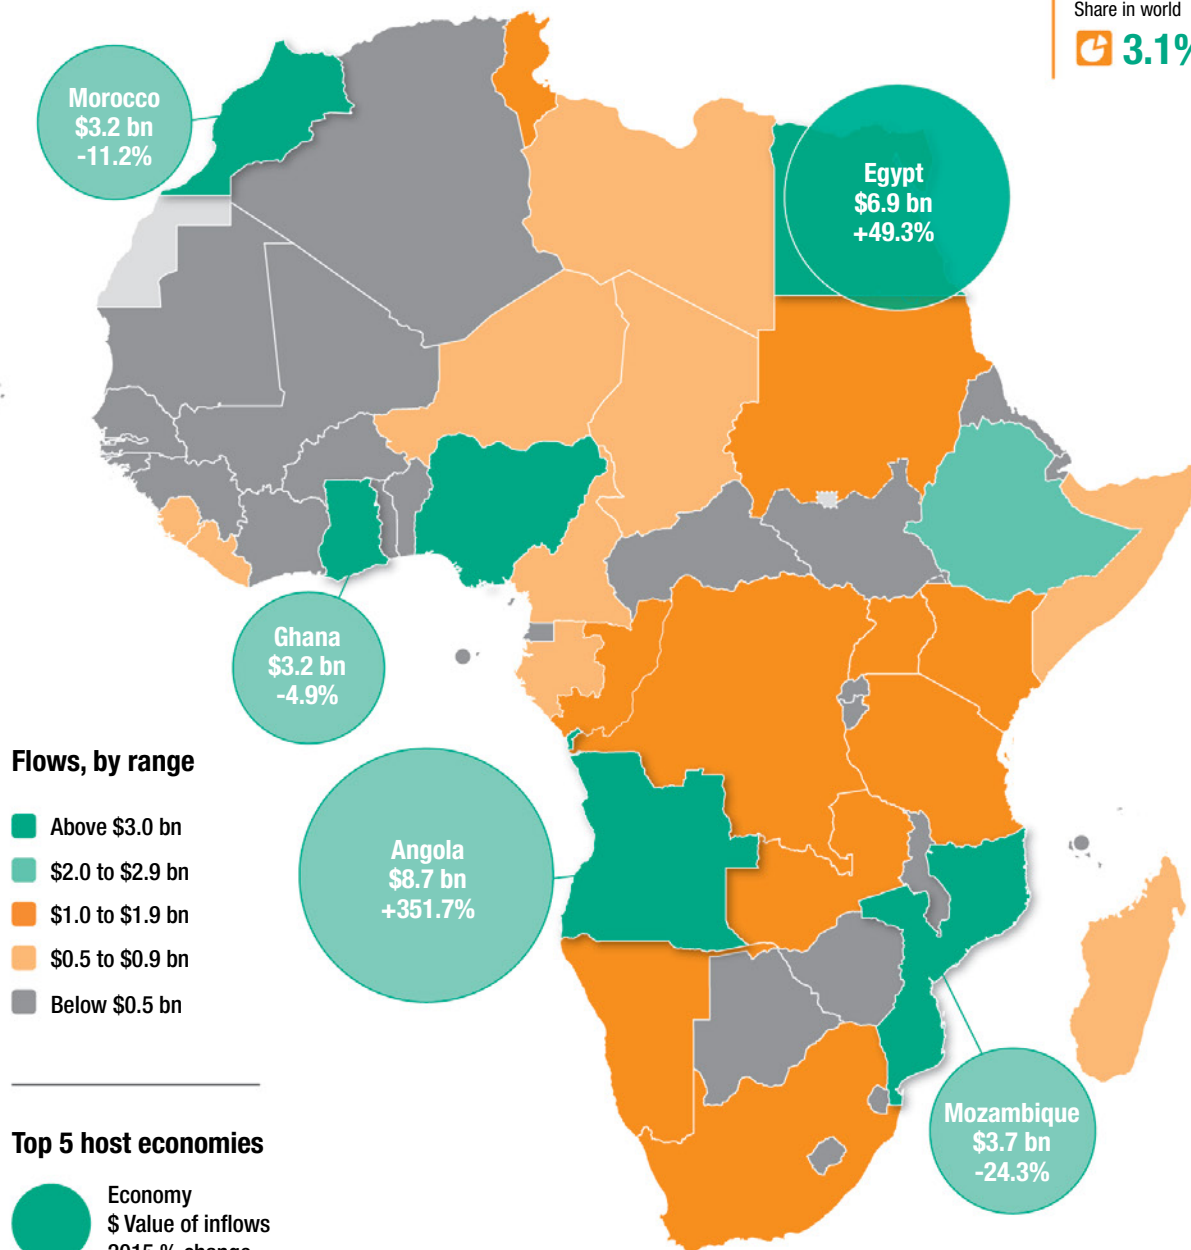 Share in world
3.1%
Morocco
$3.2 bn
-11.2%
Egypt
$6.9 bn
+49.3%
Ghana
$3.2 bn
-4.9%
Angola
$8.7 bn
+351.7%
Mozambique
$3.7 bn
-24.3%
Flows, by range
Above $3.0 bn
$2.0 to $2.9 bn
$1.0 to $1.9 bn
$0.5 to $0.9 bn
Below $0.5 bn
Top 5 host economies
Economy
$ Value of inflows
2015 % change